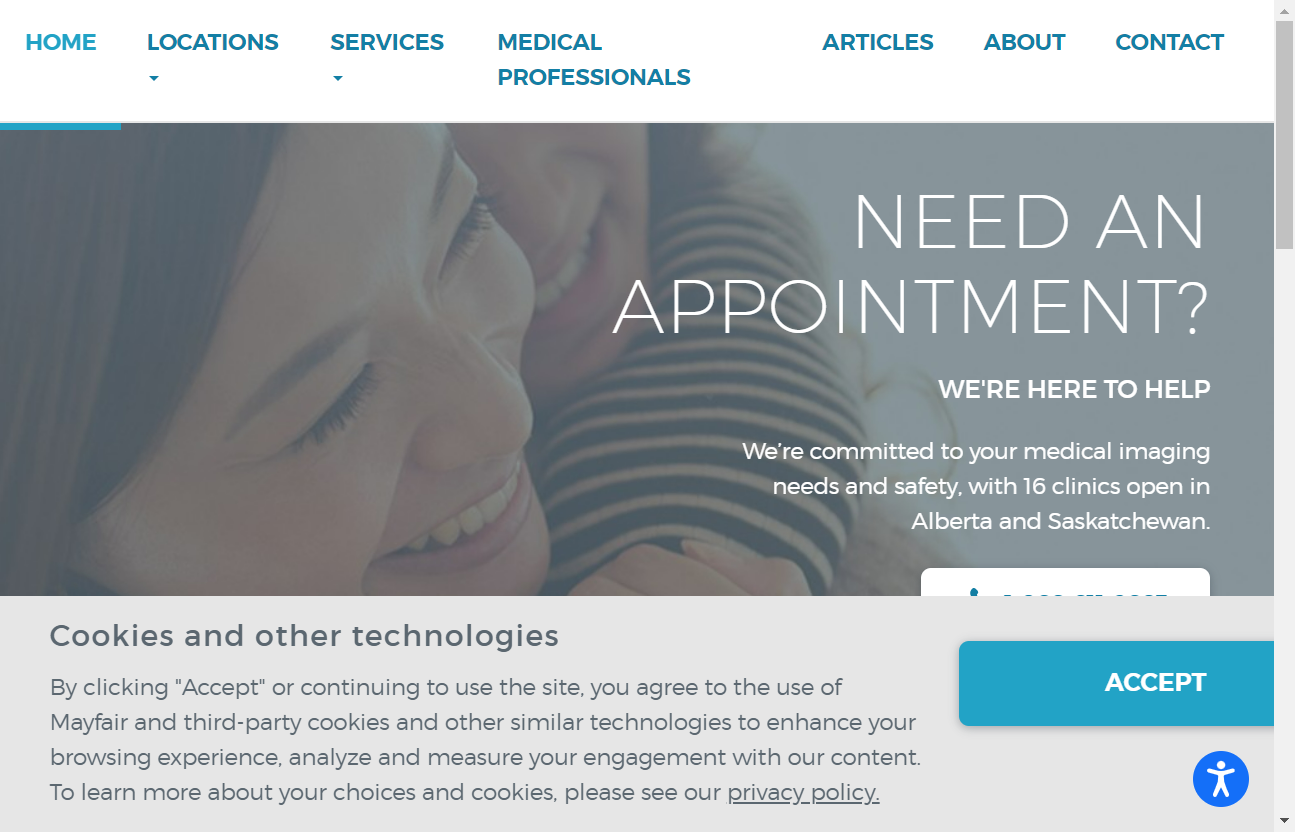 HOME
LOCATIONS
SERVICES
MEDICAL
PROFESSIONALS
ARTICLES
ABOUT
CONTACT
NEED AN
APPOINTMENT?
WE'RE HERE TO HELP
We’re committed to your medical imaging
needs and safety, with 16 clinics open in
Alberta and Saskatchewan.
Cookies and other technologies
By clicking "Accept" or continuing to use the site, you agree to the use of
Mayfair and third-party cookies and other similar technologies to enhance your
browsing experience, analyze and measure your engagement with our content.
To learn more about your choices and cookies, please see our privacy policy.
ACCEPT